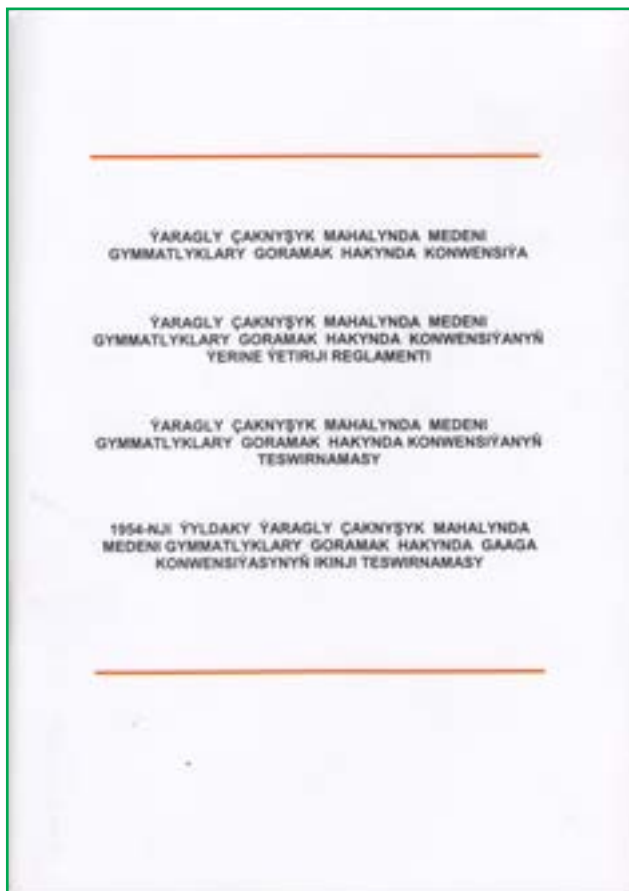 ÝARAGLY ÇAKNYŞYK MAHALYNDA MEDENI
GYMMATLYKLARY GORAMAK HAKYNDA KONWENSIÝA
ÝARAGLY ÇAKNYŞYK MAHALYNDA MEDENI
GYMMATLYKLARY GORAMAK HAKYNDA KONWENSIÝANYŇ
ÝERINE ÝETIRIJI REGLAMENTI
ÝARAGLY ÇAKNYŞYK MAHALYNDA MEDENI
GYMMATLYKLARY GORAMAK HAKYNDA KONWENSIÝANYŇ
TESWIRNAMASY
1954-NJI ÝYLDAKY ÝARAGLY ÇAKNYŞYK MAHALYNDA
MEDENI GYMMATLYKLARY GORAMAK HAKYNDA GAAGA
KONWENSIÝASYNYŇ IKINJI TESWIRNAMASY